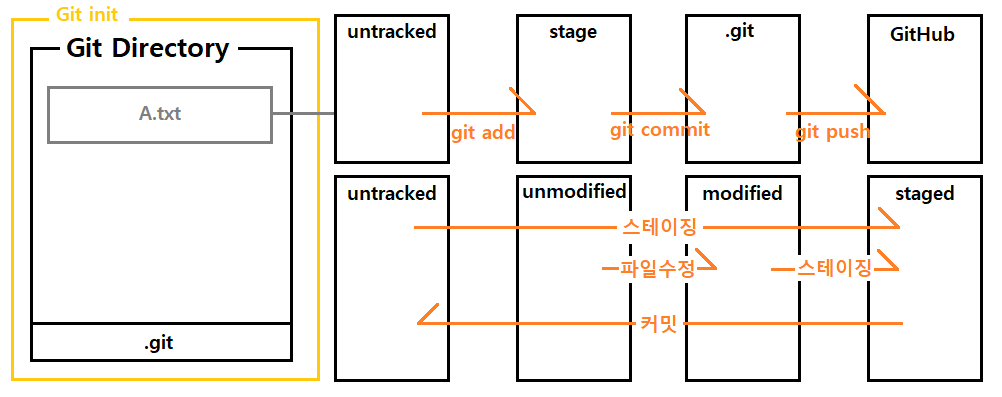 Git init
Git Directory
A.txt
.git
untracked
stage
.git
GitHub
git add
git commit
git push
untracked
unmodified
modified
staged
스테이징
파일수정
스테이징
커밋